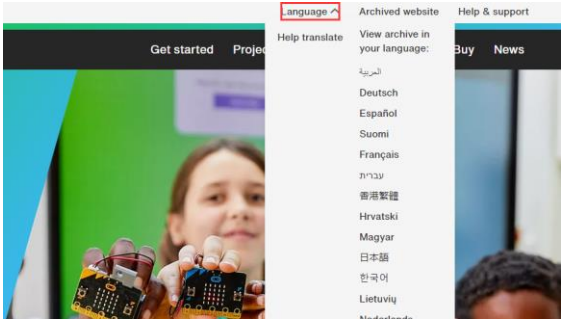 Language Archived website Help & support
Help translate View archive in
your language:
Get started Buy News
العربية
Deutsch
Español
Suomi
Français
עברית
香港繁體
Hrvatski
Magyar
日本語
한국어
Lietuvių